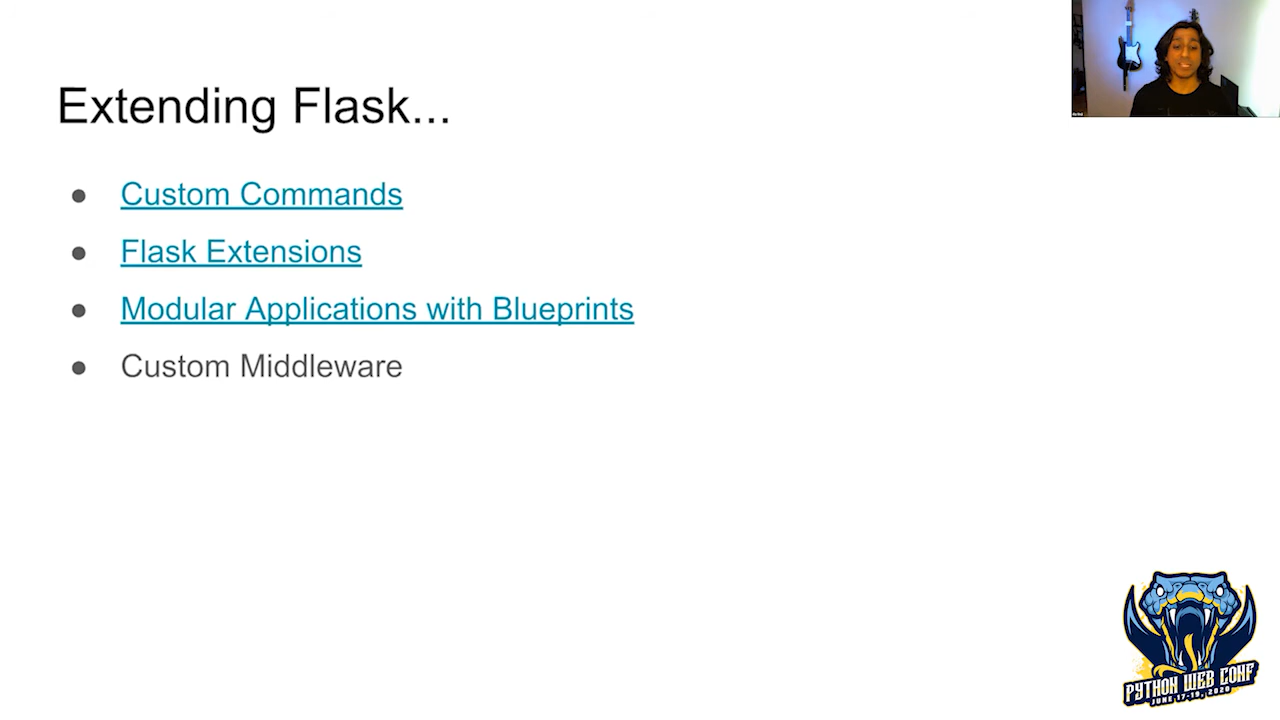 Extending Flask...
● Custom Commands
● Flask Extensions
● Modular Applications with Blueprints
● Custom Middleware
PYTHON WEB CONF
JUNE 17-19, 2020